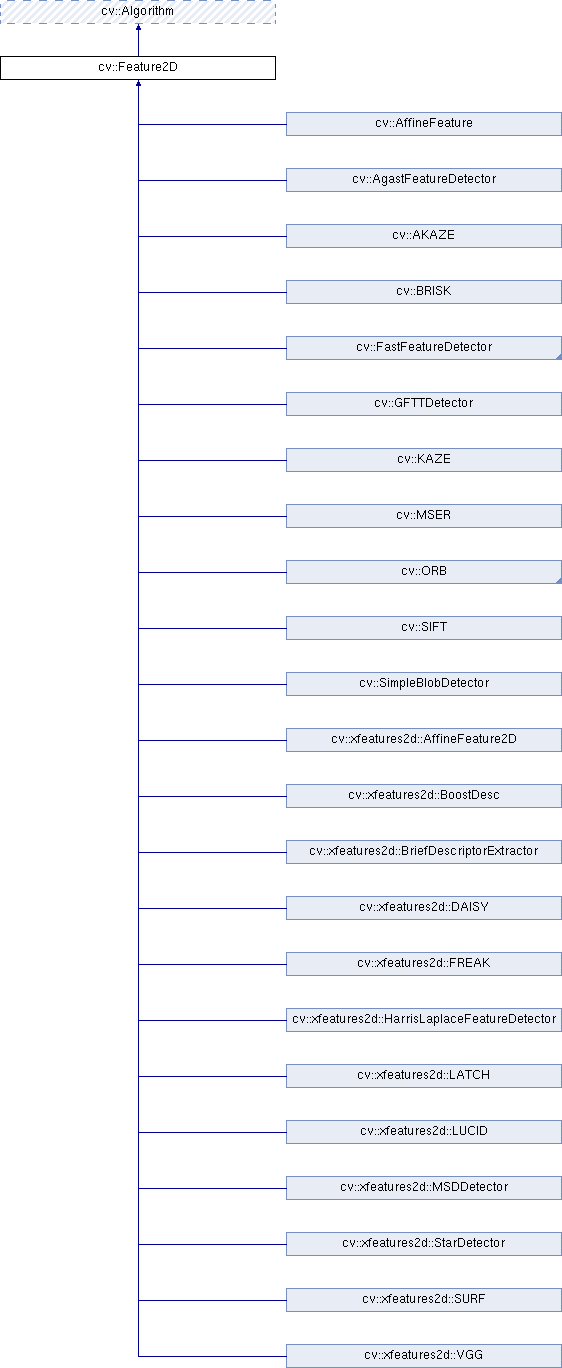 cv::Algorithm
cv::Feature2D
cv::AffineFeature
cv::AgastFeatureDetector
cv::AKAZE
cv::BRISK
cv::FastFeatureDetector
cv::GFTTDetector
cv::KAZE
cv::MSER
cv::ORB
cv::SIFT
cv::SimpleBlobDetector
cv::xfeatures2d::AffineFeature2D
cv::xfeatures2d::BoostDesc
cv::xfeatures2d::BriefDescriptorExtractor
cv::xfeatures2d::DAISY
cv::xfeatures2d::FREAK
cv::xfeatures2d::HarrisLaplaceFeatureDetector
cv::xfeatures2d::LATCH
cv::xfeatures2d::LUCID
cv::xfeatures2d::MSDDetector
cv::xfeatures2d::StarDetector
cv::xfeatures2d::SURF
cv::xfeatures2d::VGG